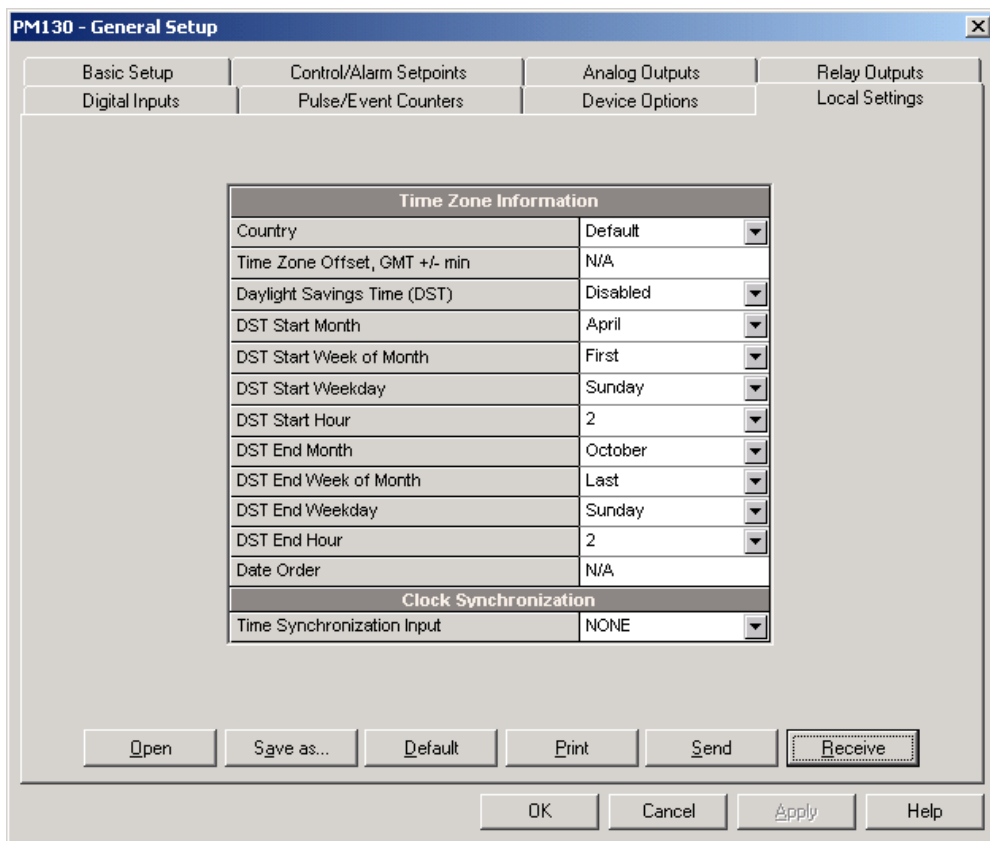 PM130 - General Setup
Basic Setup Control/Alarm Setpoints Analog Outputs Relay Outputs
Digital Inputs Pulse/Event Counters Device Options Local Settings
Time Zone Information
Country Default
Time Zone Offset, GMT +/- min N/A
Daylight Savings Time (DST) Disabled
DST Start Month April
DST Start Week of Month First
DST Start Weekday Sunday
DST Start Hour 2
DST End Month October
DST End Week of Month Last
DST End Weekday Sunday
DST End Hour 2
Date Order N/A
Clock Synchronization
Time Synchronization Input NONE
Open Save as... Default Print Send Receive
OK Cancel Apply Help